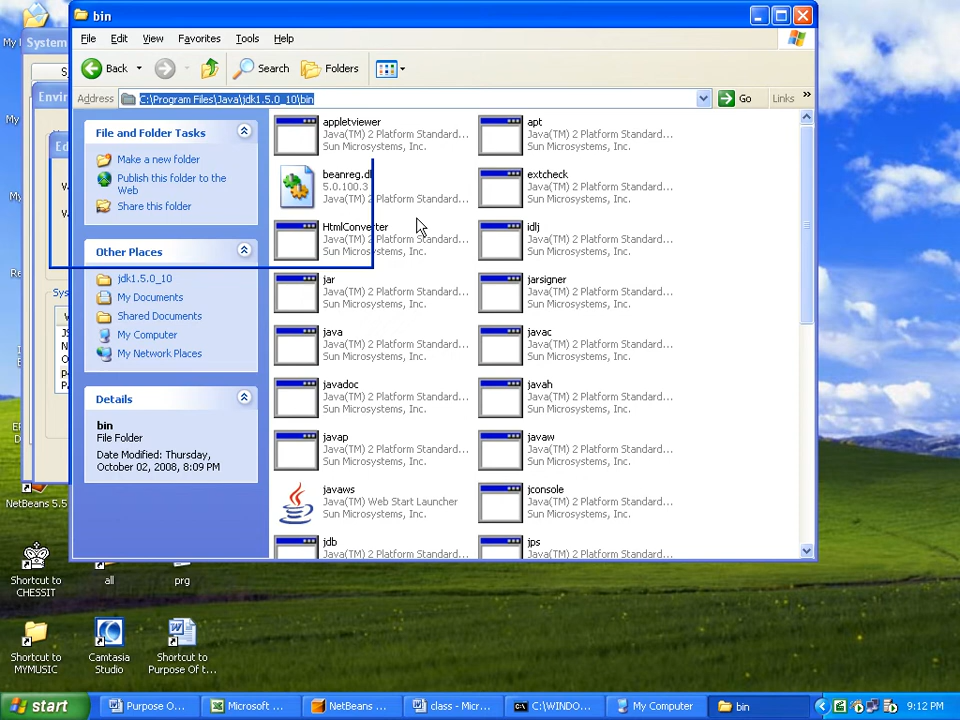 bin
File Edit View Favorites Tools Help
Back Search Folders
Address C:\Program Files\Java\jdk1.5.0_10\bin Go Links »
File and Folder Tasks
Make a new folder
Publish this folder to the
Web
Share this folder
Other Places
jdk1.5.0_10
My Documents
Shared Documents
My Computer
My Network Places
Details
bin
File Folder
Date Modified: Thursday,
October 02, 2008, 8:09 PM
appletviewer
Java(TM) 2 Platform Standard...
Sun Microsystems, Inc.
apt
Java(TM) 2 Platform Standard...
Sun Microsystems, Inc.
beanreg.dll
5.0.100.3
Java(TM) 2 Platform Standard...
extcheck
Java(TM) 2 Platform Standard...
Sun Microsystems, Inc.
HtmlConverter
Java(TM) 2 Platform Standard...
Sun Microsystems, Inc.
idlj
Java(TM) 2 Platform Standard...
Sun Microsystems, Inc.
jar
Java(TM) 2 Platform Standard...
Sun Microsystems, Inc.
jarsigner
Java(TM) 2 Platform Standard...
Sun Microsystems, Inc.
java
Java(TM) 2 Platform Standard...
Sun Microsystems, Inc.
javac
Java(TM) 2 Platform Standard...
Sun Microsystems, Inc.
javadoc
Java(TM) 2 Platform Standard...
Sun Microsystems, Inc.
javah
Java(TM) 2 Platform Standard...
Sun Microsystems, Inc.
javap
Java(TM) 2 Platform Standard...
Sun Microsystems, Inc.
javaw
Java(TM) 2 Platform Standard...
Sun Microsystems, Inc.
javaws
Java(TM) Web Start Launcher
Sun Microsystems, Inc.
jconsole
Java(TM) 2 Platform Standard...
Sun Microsystems, Inc.
jdb
Java(TM) 2 Platform Standard...
jps
Java(TM) 2 Platform Standard...
System
Envir
Ed
Sys
NetBeans 5.5
Shortcut to
CHESSIT
all
prg
Shortcut to
MYMUSIC
Camtasia
Studio
Shortcut to
Purpose Of t...
start
Purpose O...
Microsoft ...
NetBeans ...
class - Micr...
C:\WINDO...
My Computer
bin
9:12 PM